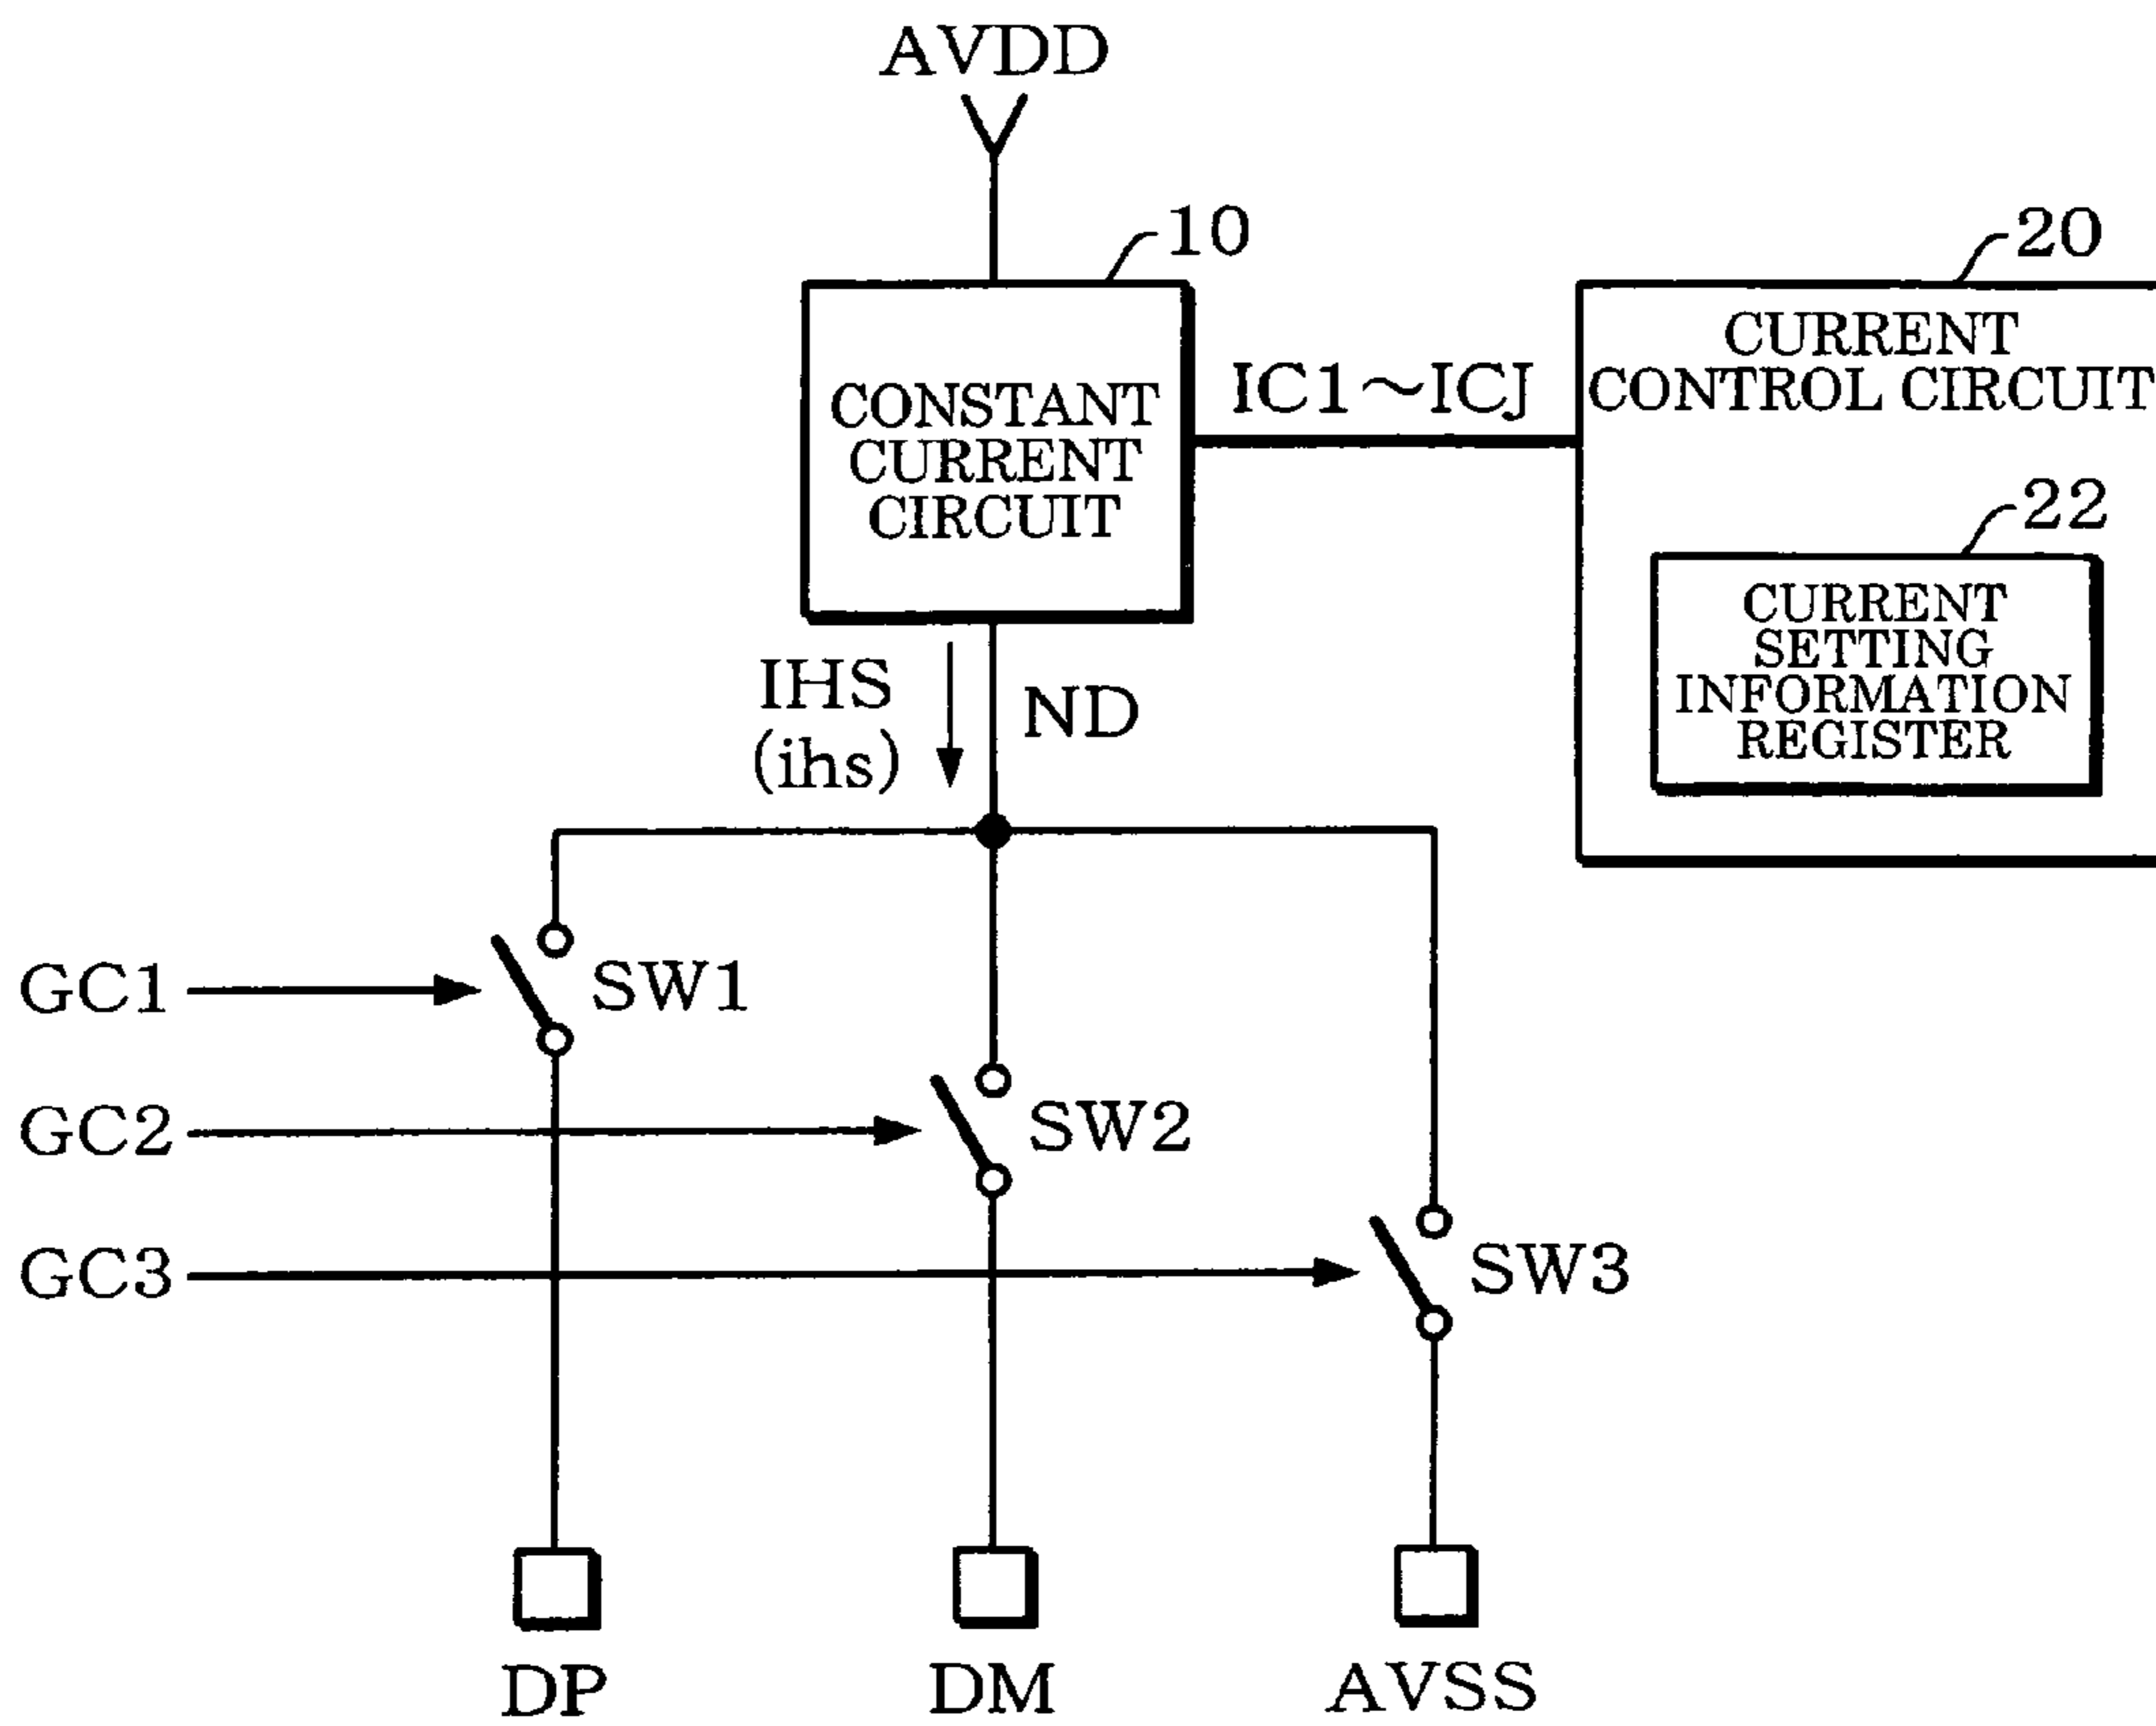 AVDD
10
20
CONSTANT
CURRENT
CIRCUIT
IC1~ICJ
CURRENT
CONTROL CIRCUIT
22
CURRENT
SETTING
INFORMATION
REGISTER
IHS
(ihs)
ND
GC1
SW1
GC2
SW2
GC3
SW3
DP
DM
AVSS